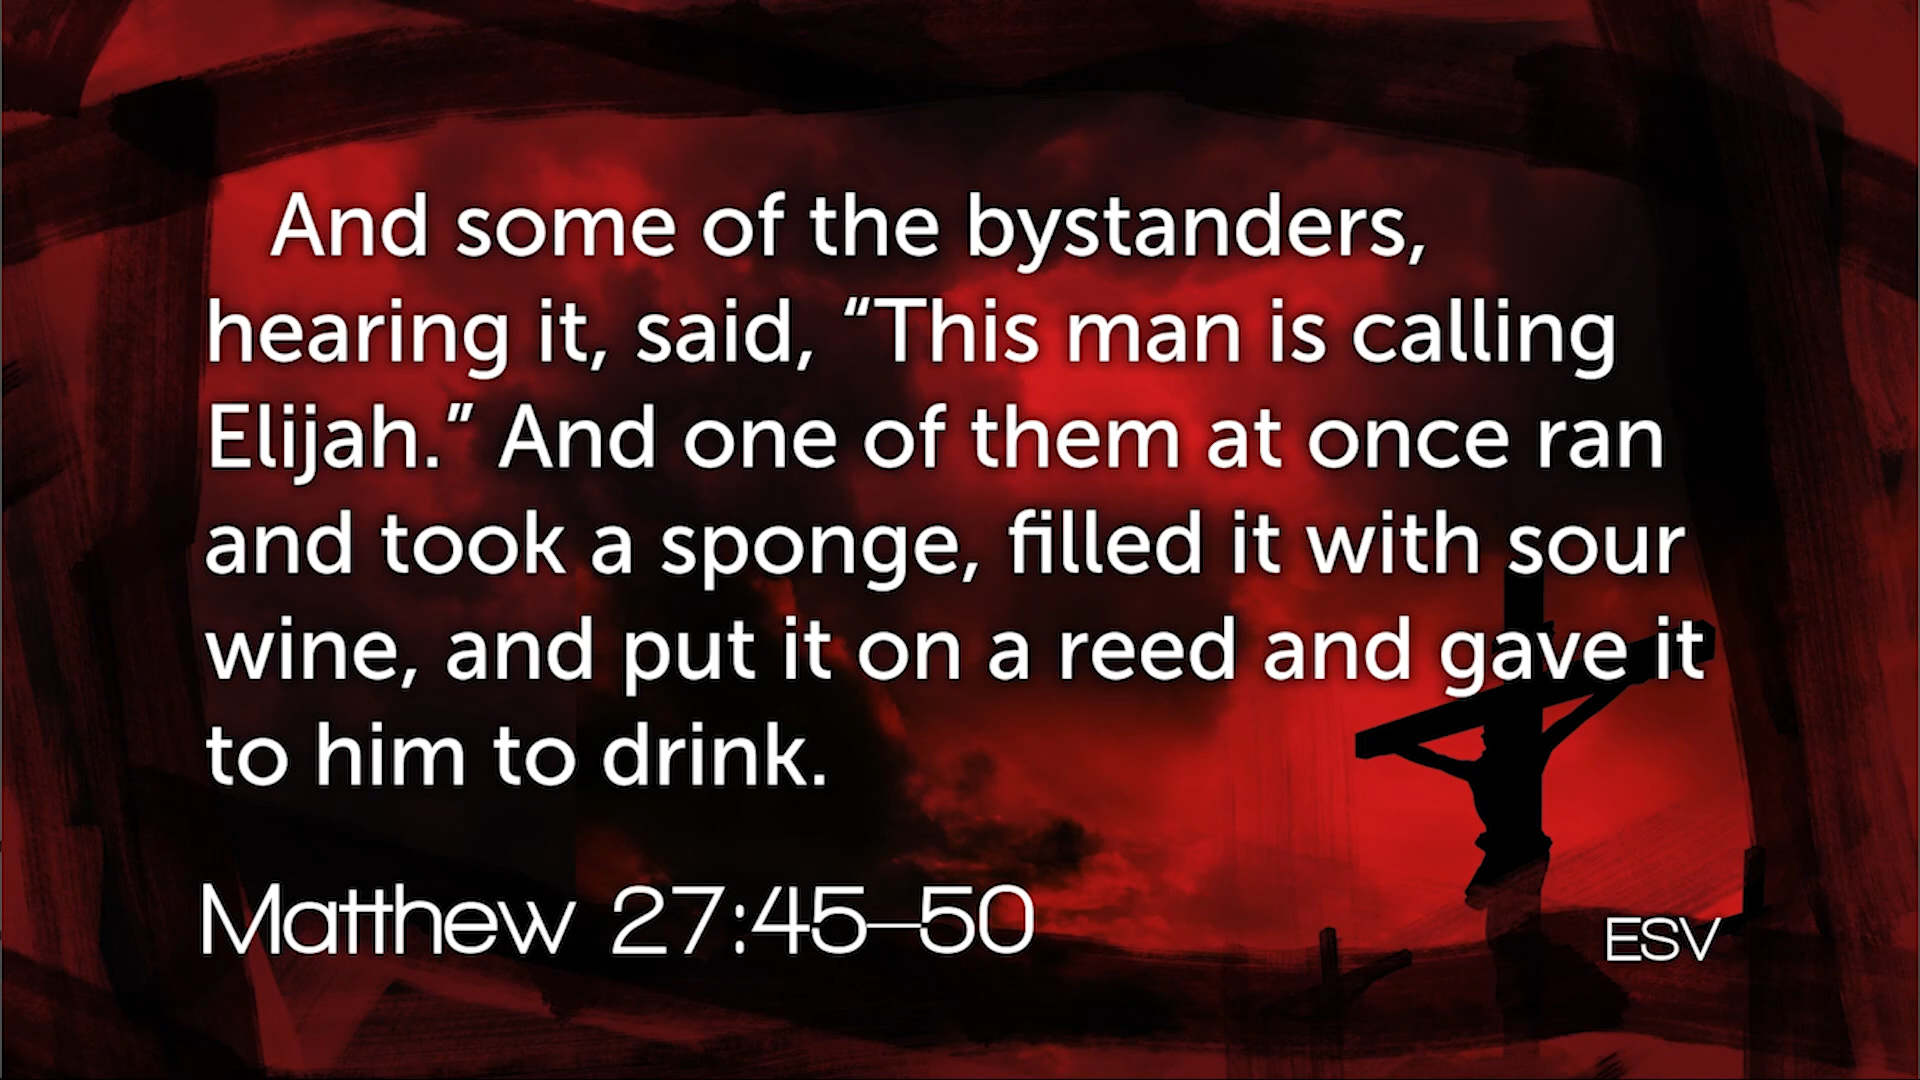 And some of the bystanders,
hearing it, said, “This man is calling
Elijah.” And one of them at once ran
and took a sponge, filled it with sour
wine, and put it on a reed and gave it
to him to drink.
Matthew 27:45–50
ESV